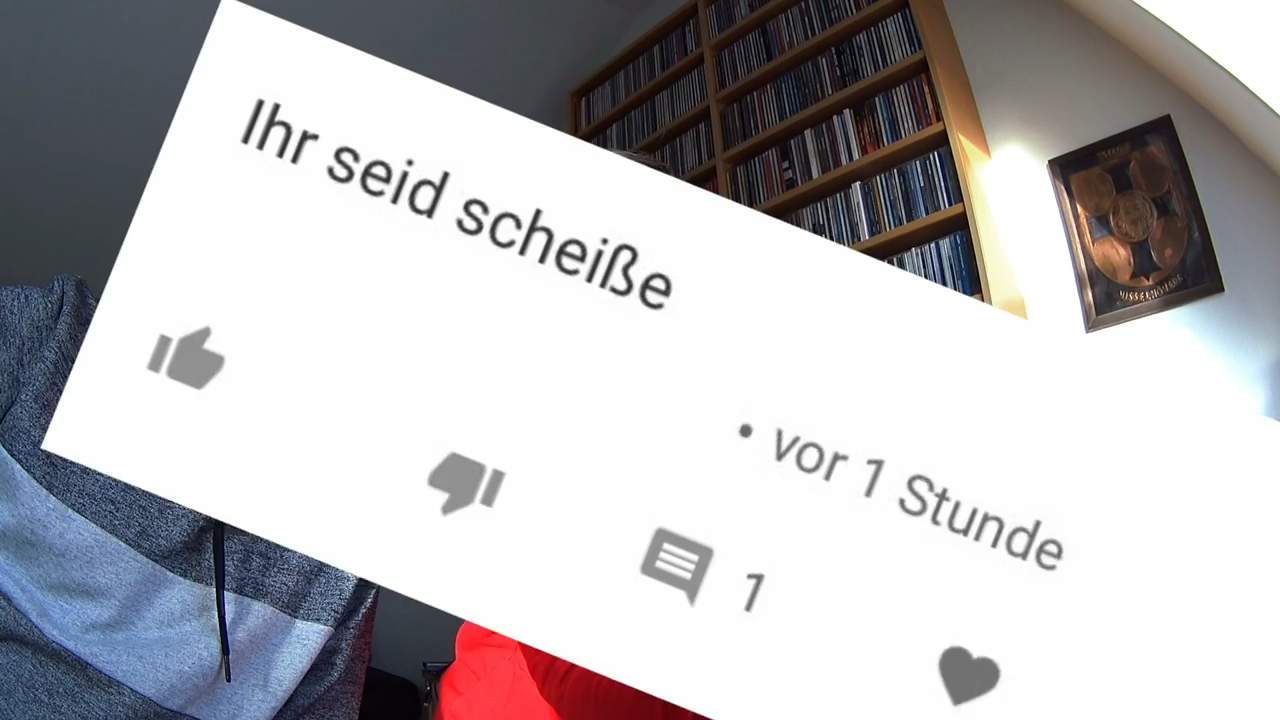 Ihr seid scheiße
• vor 1 Stunde
1